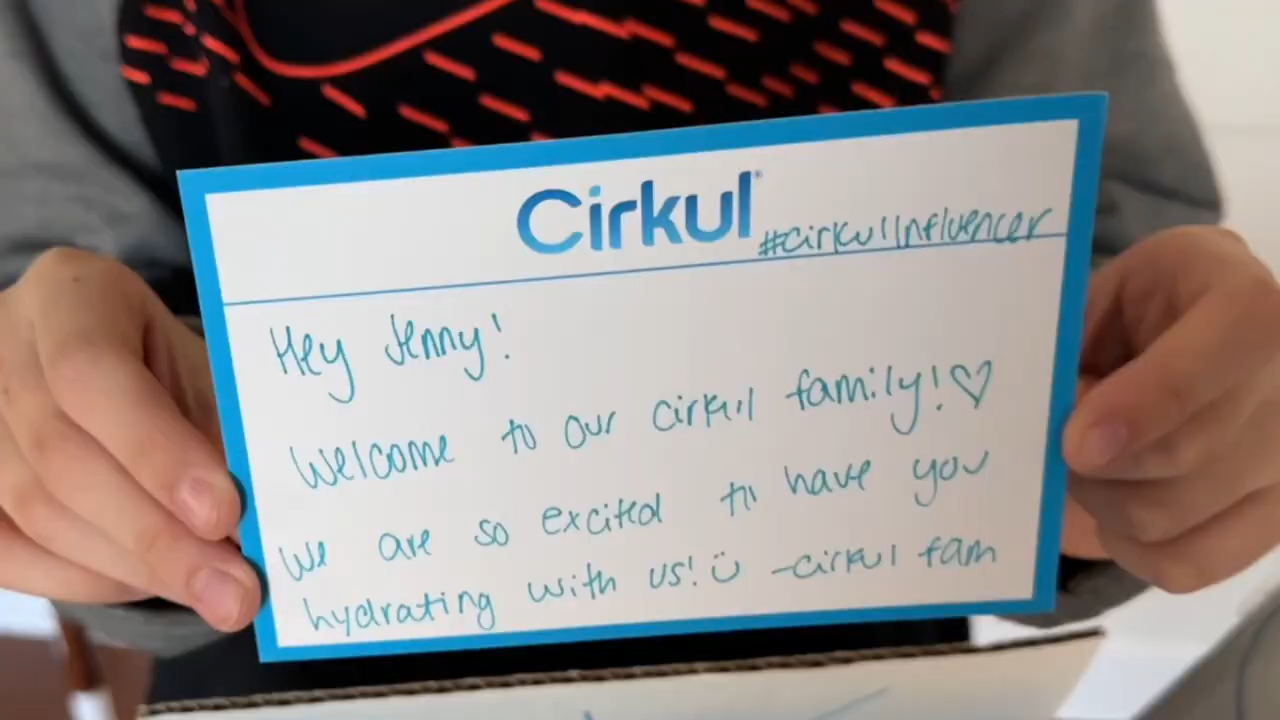 Cirkul®
#cirkulinfluencer
Hey Jenny!
Welcome to our cirkul family! ♡
We are so excited to have you
hydrating with us! ü -cirkul fam